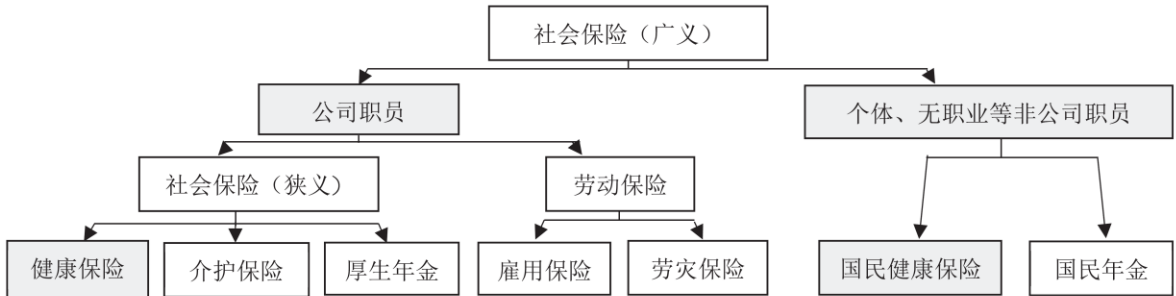 社会保险（广义）
公司职员
个体、无职业等非公司职员
社会保险（狭义）
劳动保险
健康保险
介护保险
厚生年金
雇用保险
劳灾保险
国民健康保险
国民年金